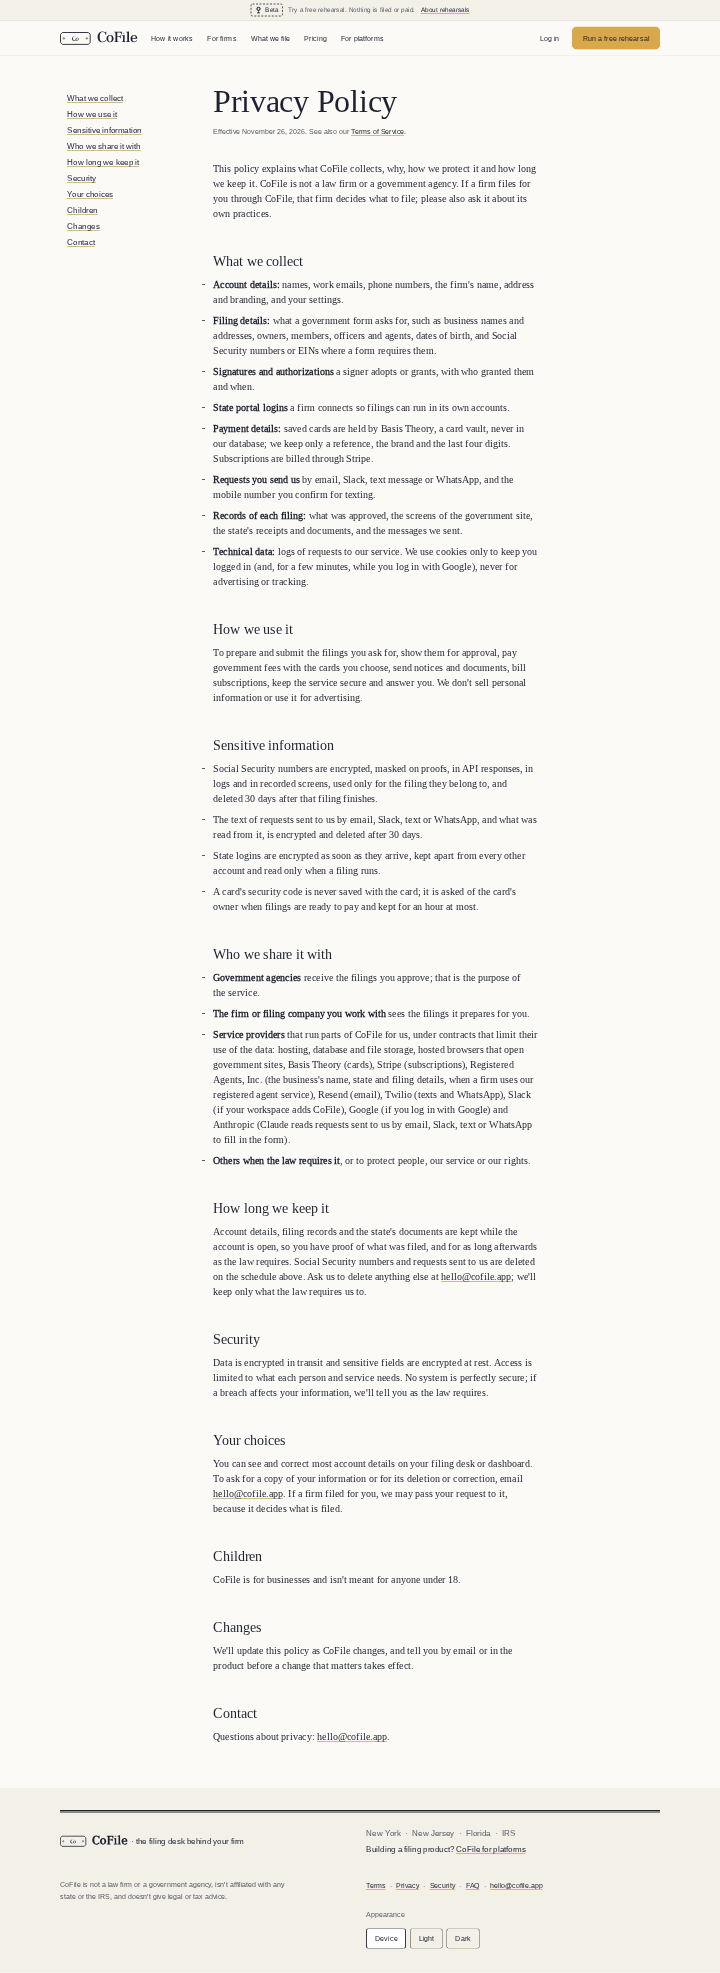 Beta Try a free rehearsal. Nothing is filed or paid. About rehearsals
Co CoFile How it works For firms What we file Pricing For platforms Log in Run a free rehearsal
What we collect
How we use it
Sensitive information
Who we share it with
How long we keep it
Security
Your choices
Children
Changes
Contact
Privacy Policy
Effective November 26, 2026. See also our Terms of Service.
This policy explains what CoFile collects, why, how we protect it and how long
we keep it. CoFile is not a law firm or a government agency. If a firm files for
you through CoFile, that firm decides what to file; please also ask it about its
own practices.
What we collect
- Account details: names, work emails, phone numbers, the firm's name, address
and branding, and your settings.
- Filing details: what a government form asks for, such as business names and
addresses, owners, members, officers and agents, dates of birth, and Social
Security numbers or EINs where a form requires them.
- Signatures and authorizations a signer adopts or grants, with who granted them
and when.
- State portal logins a firm connects so filings can run in its own accounts.
- Payment details: saved cards are held by Basis Theory, a card vault, never in
our database; we keep only a reference, the brand and the last four digits.
Subscriptions are billed through Stripe.
- Requests you send us by email, Slack, text message or WhatsApp, and the
mobile number you confirm for texting.
- Records of each filing: what was approved, the screens of the government site,
the state's receipts and documents, and the messages we sent.
- Technical data: logs of requests to our service. We use cookies only to keep you
logged in (and, for a few minutes, while you log in with Google), never for
advertising or tracking.
How we use it
To prepare and submit the filings you ask for, show them for approval, pay
government fees with the cards you choose, send notices and documents, bill
subscriptions, keep the service secure and answer you. We don't sell personal
information or use it for advertising.
Sensitive information
- Social Security numbers are encrypted, masked on proofs, in API responses, in
logs and in recorded screens, used only for the filing they belong to, and
deleted 30 days after that filing finishes.
- The text of requests sent to us by email, Slack, text or WhatsApp, and what was
read from it, is encrypted and deleted after 30 days.
- State logins are encrypted as soon as they arrive, kept apart from every other
account and read only when a filing runs.
- A card's security code is never saved with the card; it is asked of the card's
owner when filings are ready to pay and kept for an hour at most.
Who we share it with
- Government agencies receive the filings you approve; that is the purpose of
the service.
- The firm or filing company you work with sees the filings it prepares for you.
- Service providers that run parts of CoFile for us, under contracts that limit their
use of the data: hosting, database and file storage, hosted browsers that open
government sites, Basis Theory (cards), Stripe (subscriptions), Registered
Agents, Inc. (the business's name, state and filing details, when a firm uses our
registered agent service), Resend (email), Twilio (texts and WhatsApp), Slack
(if your workspace adds CoFile), Google (if you log in with Google) and
Anthropic (Claude reads requests sent to us by email, Slack, text or WhatsApp
to fill in the form).
- Others when the law requires it, or to protect people, our service or our rights.
How long we keep it
Account details, filing records and the state's documents are kept while the
account is open, so you have proof of what was filed, and for as long afterwards
as the law requires. Social Security numbers and requests sent to us are deleted
on the schedule above. Ask us to delete anything else at hello@cofile.app; we'll
keep only what the law requires us to.
Security
Data is encrypted in transit and sensitive fields are encrypted at rest. Access is
limited to what each person and service needs. No system is perfectly secure; if
a breach affects your information, we'll tell you as the law requires.
Your choices
You can see and correct most account details on your filing desk or dashboard.
To ask for a copy of your information or for its deletion or correction, email
hello@cofile.app. If a firm filed for you, we may pass your request to it,
because it decides what is filed.
Children
CoFile is for businesses and isn't meant for anyone under 18.
Changes
We'll update this policy as CoFile changes, and tell you by email or in the
product before a change that matters takes effect.
Contact
Questions about privacy: hello@cofile.app.
Co CoFile · the filing desk behind your firm
CoFile is not a law firm or a government agency, isn't affiliated with any
state or the IRS, and doesn't give legal or tax advice.
New York · New Jersey · Florida · IRS
Building a filing product? CoFile for platforms
Terms · Privacy · Security · FAQ · hello@cofile.app
Appearance
Device Light Dark